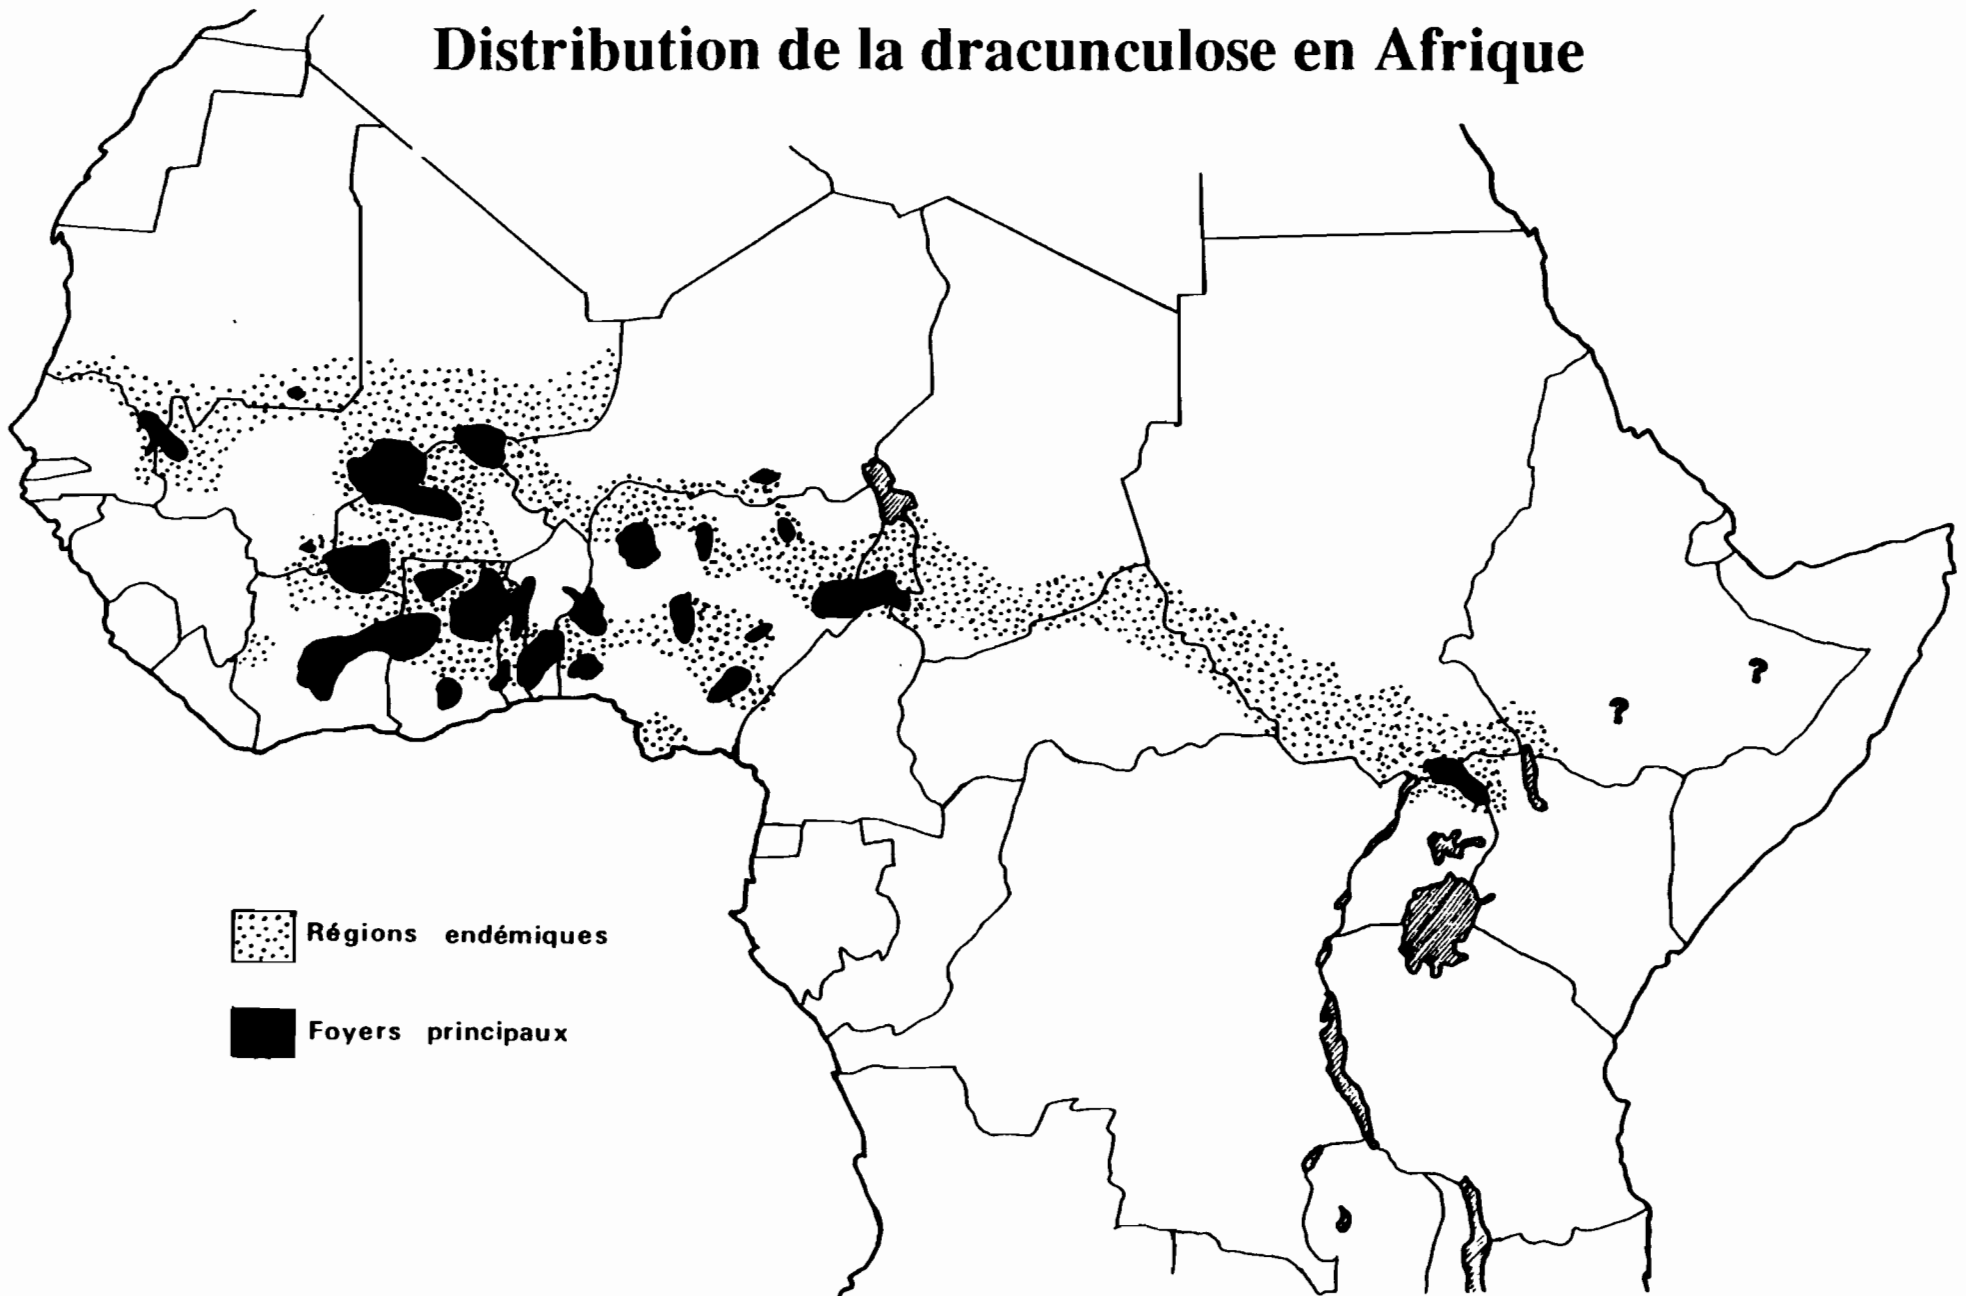 Distribution de la dracunculose en Afrique
?
?
Régions endémiques
Foyers principaux